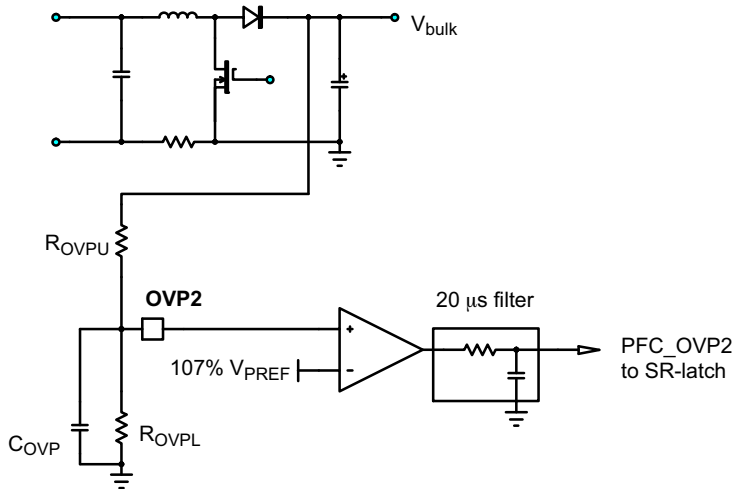 V_bulk
R_OVPU
OVP2
20 μs filter
107% V_PREF
+
-
PFC_OVP2
to SR-latch
C_OVP
R_OVPL